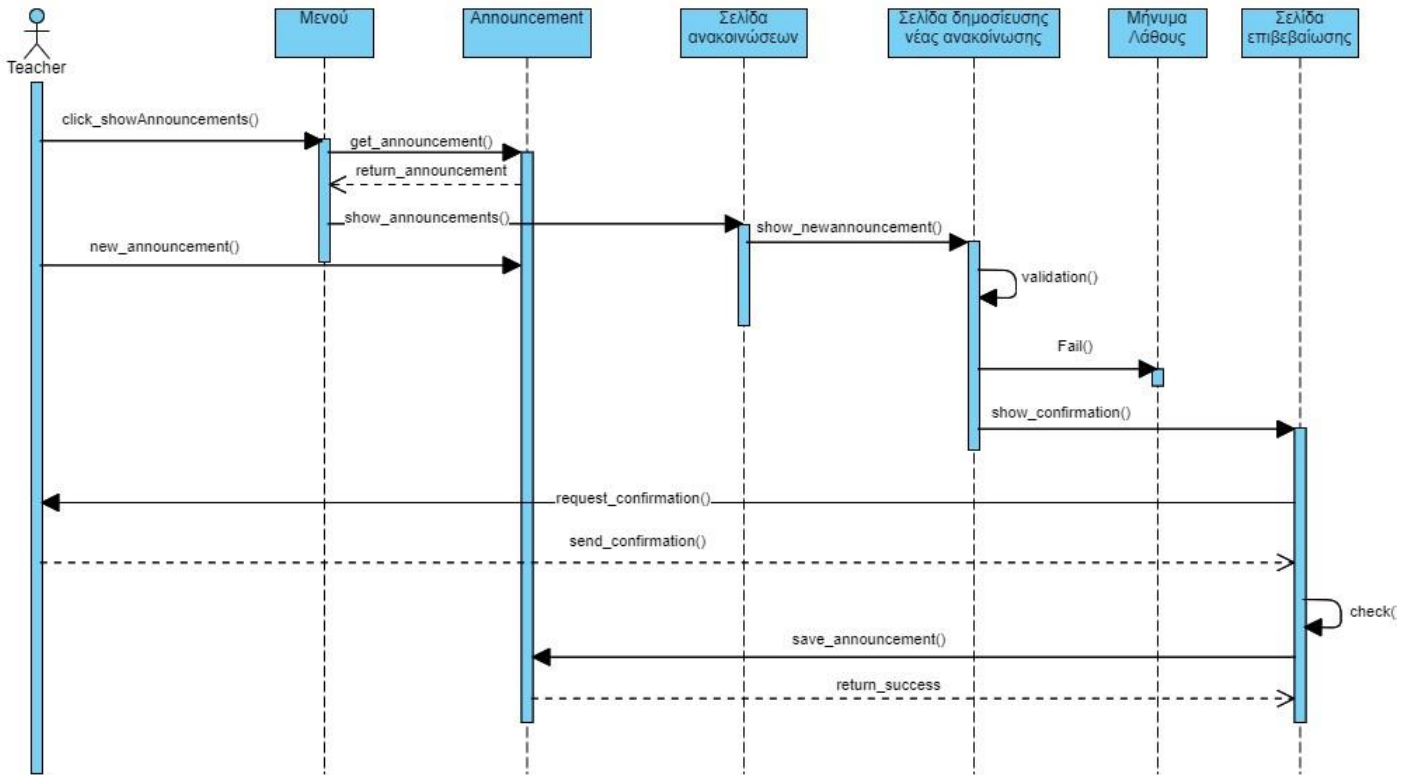 Teacher
Μενού
Announcement
Σελίδα
ανακοινώσεων
Σελίδα δημοσίευσης
νέας ανακοίνωσης
Μήνυμα
Λάθους
Σελίδα
επιβεβαίωσης
click_showAnnouncements()
get_announcement()
return_announcement
show_announcements()
show_newannouncement()
new_announcement()
validation()
Fail()
show_confirmation()
request_confirmation()
send_confirmation()
check(
save_announcement()
return_success